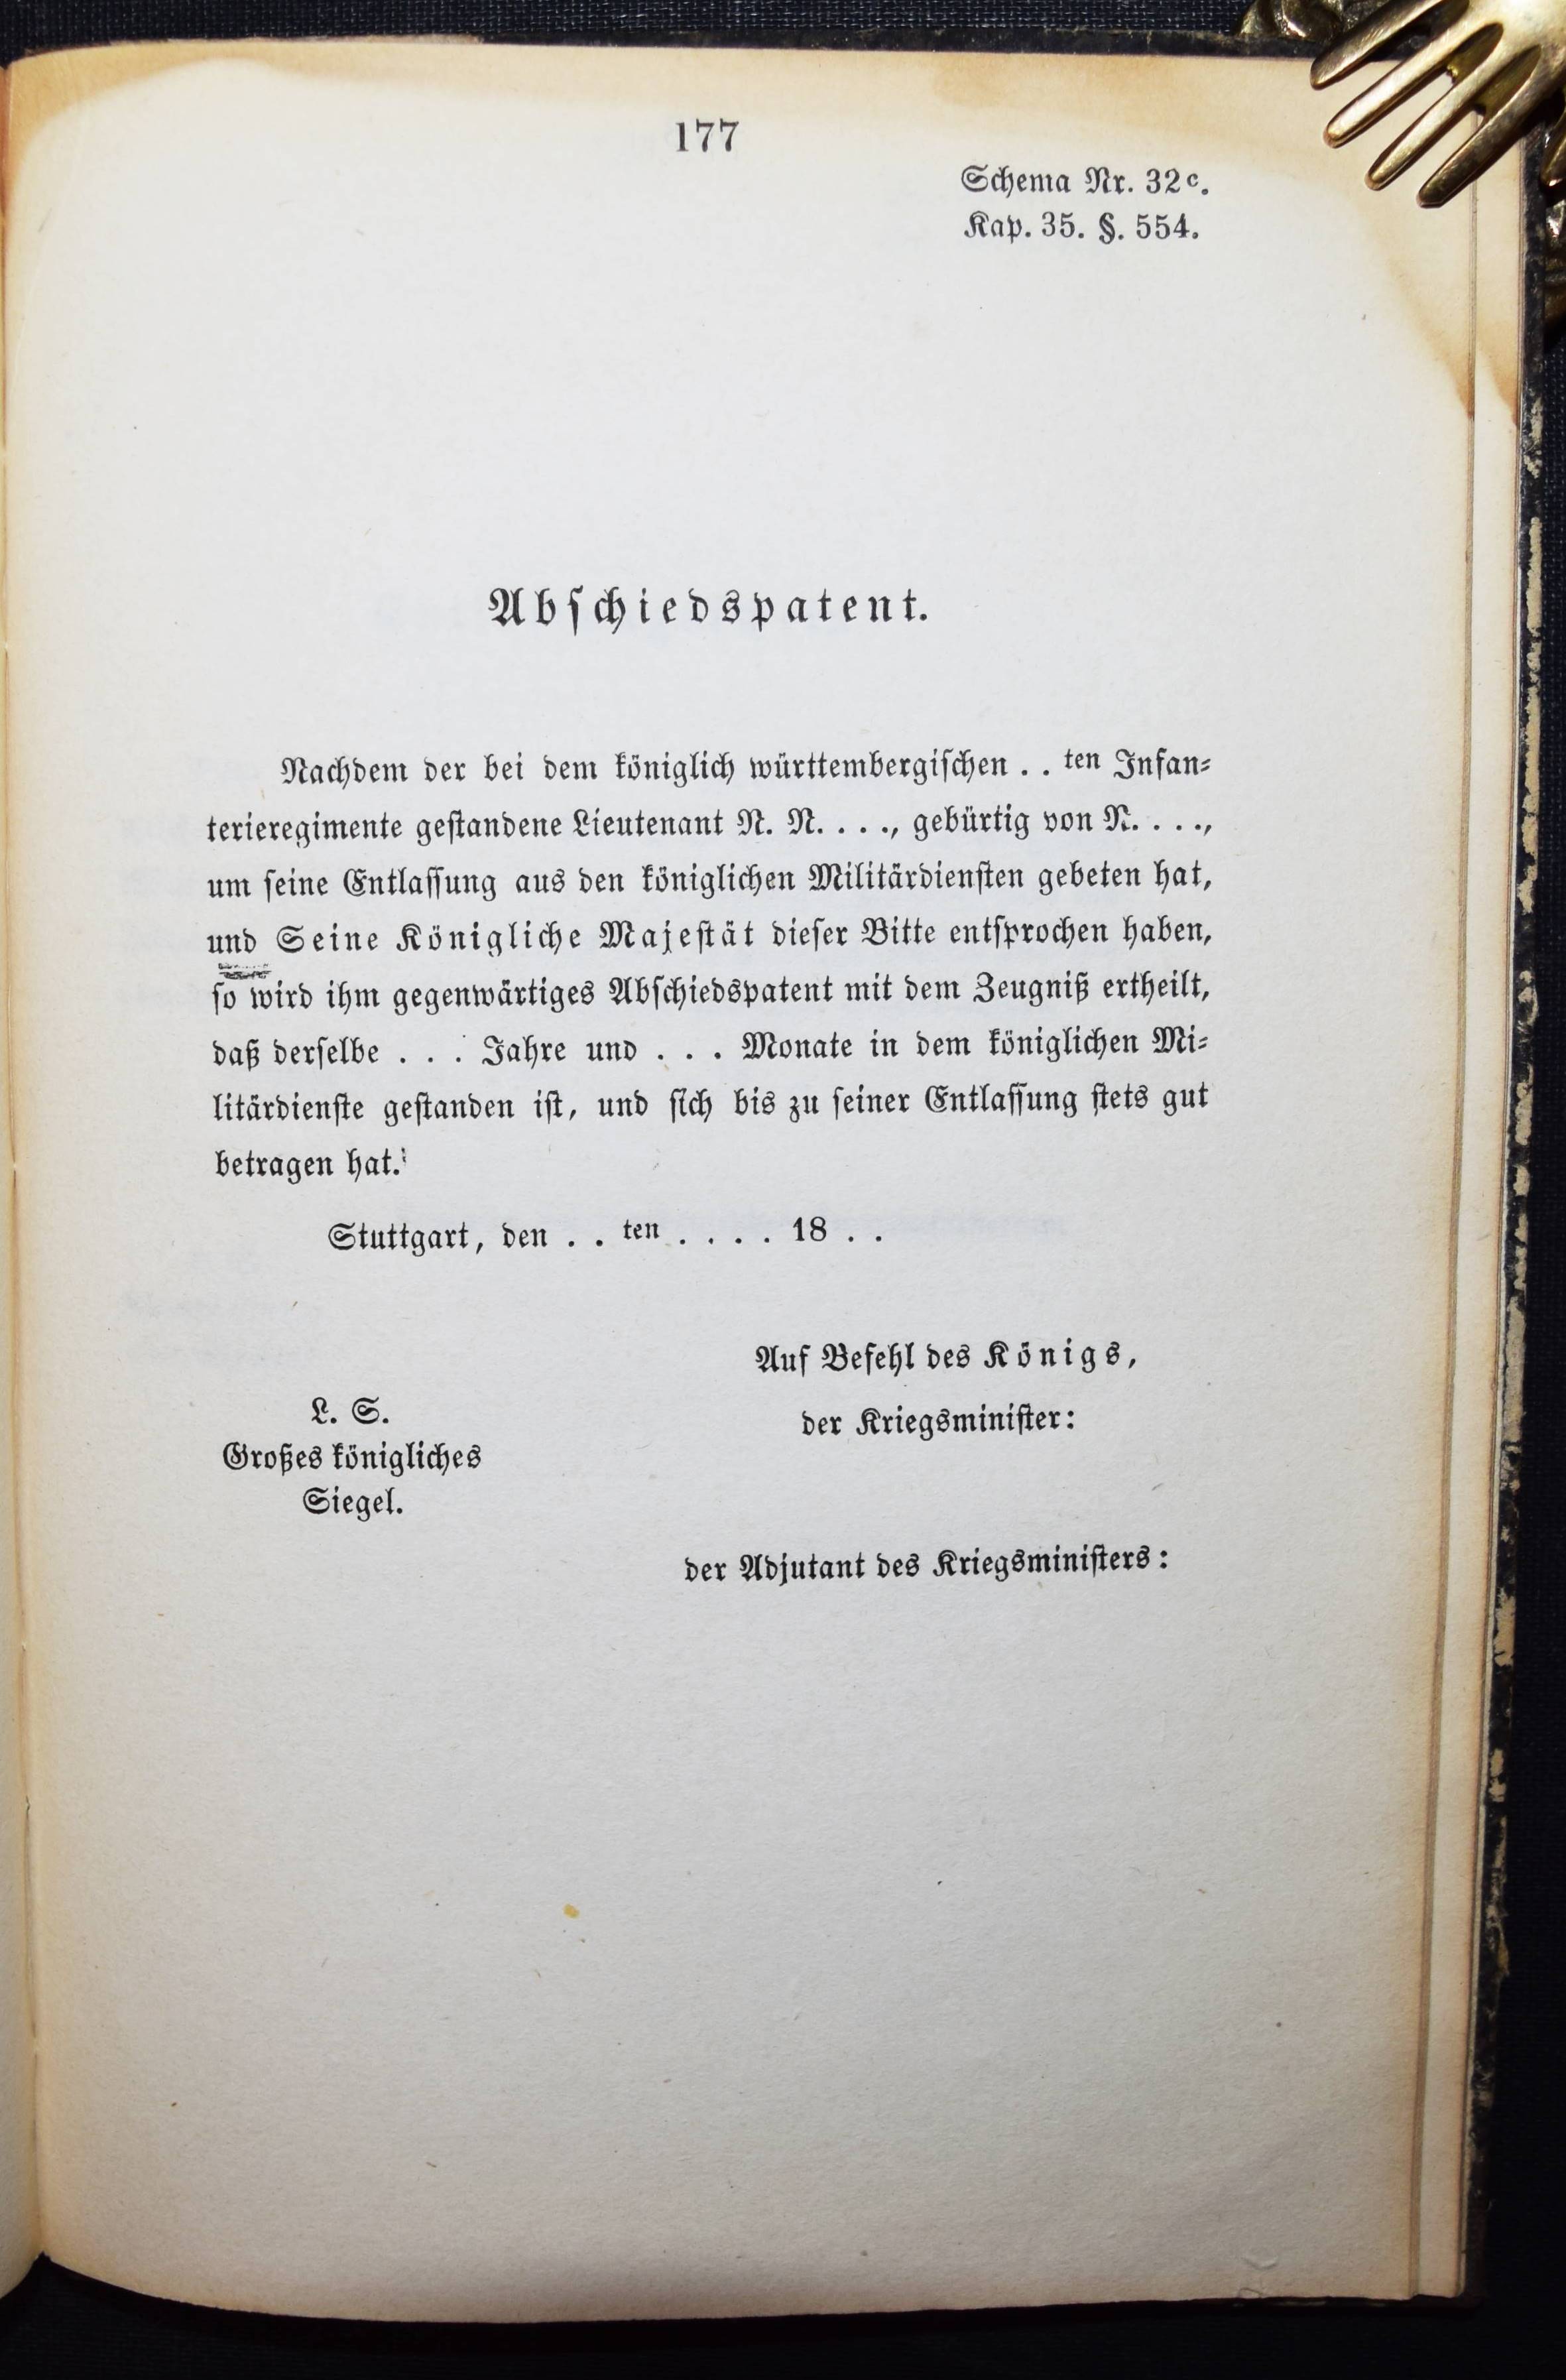 177
Schema Nr. 32c.
Kap. 35. §. 554.
Abschiedspatent.
Nachdem der bei dem königlich württembergischen . . ten Infan-
terieregimente gestandene Lieutenant N. N. . . ., gebürtig von N. . . .,
um seine Entlassung aus den königlichen Militärdiensten gebeten hat,
und Seine Königliche Majestät dieser Bitte entsprochen haben,
so wird ihm gegenwärtiges Abschiedspatent mit dem Zeugniß ertheilt,
daß derselbe . . . Jahre und . . . Monate in dem königlichen Mi-
litärdienste gestanden ist, und sich bis zu seiner Entlassung stets gut
betragen hat.
Stuttgart, den . . ten . . . . 18 . .
Auf Befehl des Königs,
der Kriegsminister:
L. S.
Großes königliches
Siegel.
der Adjutant des Kriegsministers: